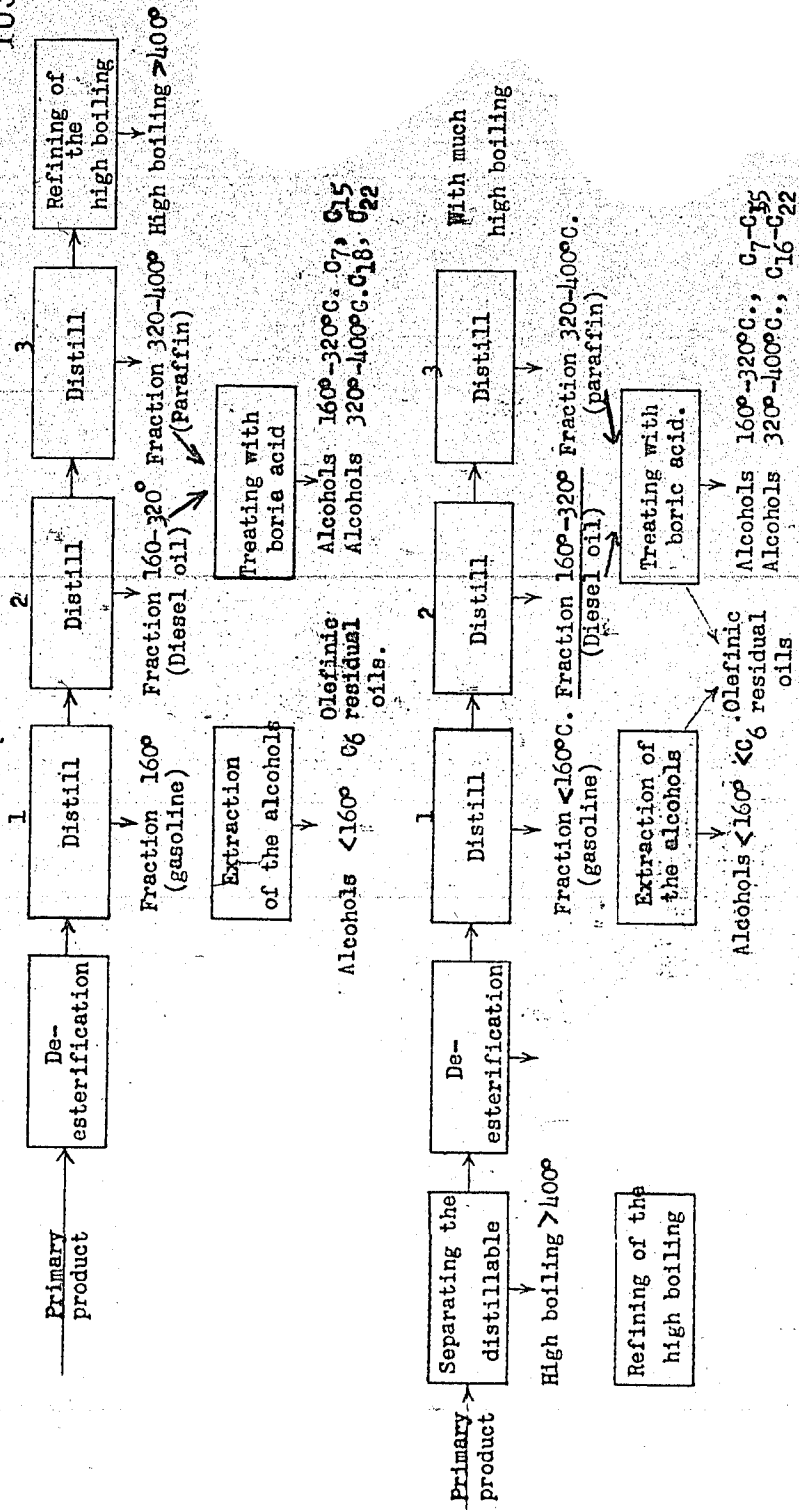 103
1
2
3
Primary
product
De-
esterification
Distill
Distill
Distill
Refining of
the
high boiling
Fraction 160°
(gasoline)
Fraction 160-320°
(Diesel oil)
Fraction 320-400°
(Paraffin)
High boiling >400°
Extraction
of the alcohols
Treating with
boria acid
Alcohols <160° C6
Olefinic
residual
oils.
Alcohols 160°-320°C. C7, C15
Alcohols 320°-400°C. C18, C22
1
2
3
Primary
product
Separating the
distillable
De-
esterification
Distill
Distill
Distill
With much
high boiling
High boiling >400°
Fraction <160°C.
(gasoline)
Fraction 160°-320°
(Diesel oil)
Fraction 320-400°C.
(paraffin)
Refining of the
high boiling
Extraction of
the alcohols
Treating with
boric acid.
Alcohols <160° <C6
Olefinic
residual
oils
Alcohols 160°-320°C., C7-C15
Alcohols 320°-400°C., C16-C22